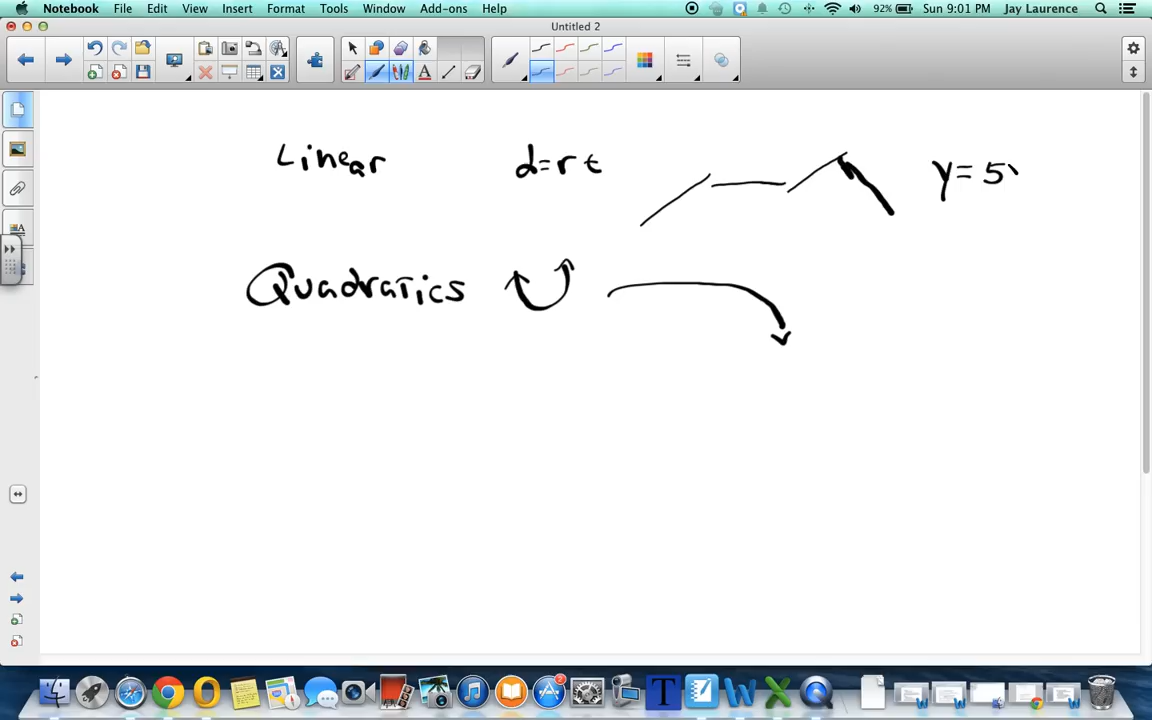 Notebook File Edit View Insert Format Tools Window Add-ons Help 92% Sun 9:01 PM Jay Laurence
Untitled 2
Linear d=rt y=5x
Quadratics